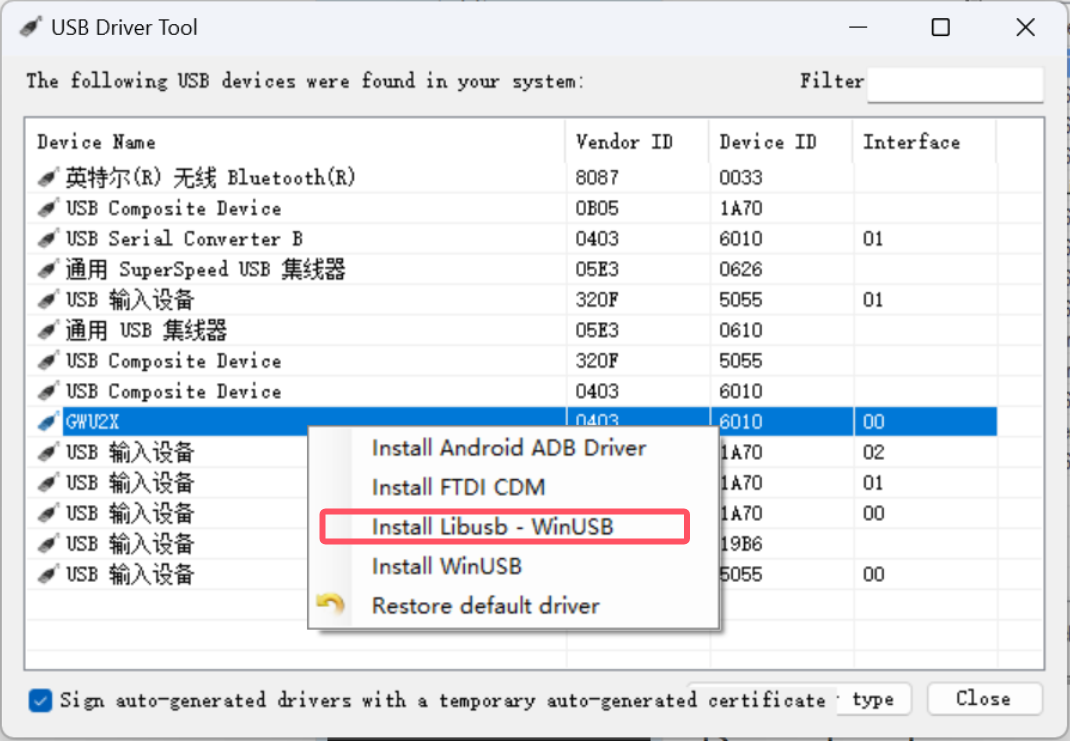 USB Driver Tool
The following USB devices were found in your system: Filter
Device Name Vendor ID Device ID Interface
英特尔(R) 无线 Bluetooth(R) 8087 0033
USB Composite Device 0B05 1A70
USB Serial Converter B 0403 6010 01
通用 SuperSpeed USB 集线器 05E3 0626
USB 输入设备 320F 5055 01
通用 USB 集线器 05E3 0610
USB Composite Device 320F 5055
USB Composite Device 0403 6010
GWU2X 0403 6010 00
USB 输入设备 1A70 02
USB 输入设备 1A70 01
USB 输入设备 1A70 00
USB 输入设备 19B6
USB 输入设备 5055 00
Install Android ADB Driver
Install FTDI CDM
Install Libusb - WinUSB
Install WinUSB
Restore default driver
Sign auto-generated drivers with a temporary auto-generated certificate type Close